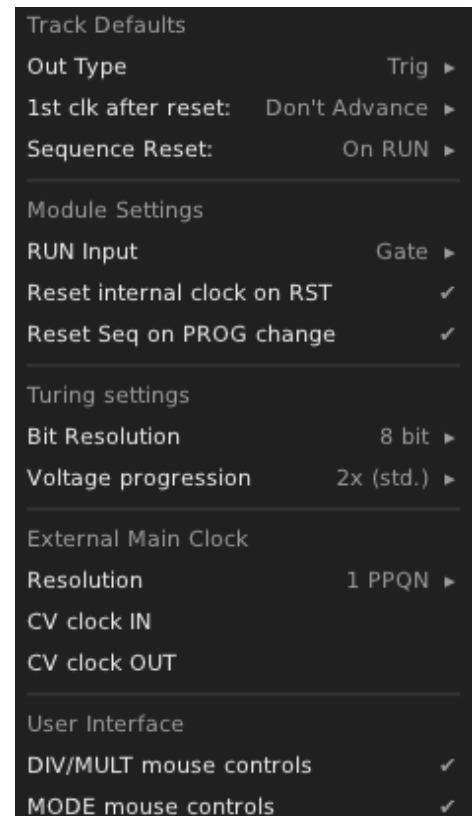 Track Defaults
Out Type Trig ▸
1st clk after reset: Don't Advance ▸
Sequence Reset: On RUN ▸
Module Settings
RUN Input Gate ▸
Reset internal clock on RST ✔
Reset Seq on PROG change ✔
Turing settings
Bit Resolution 8 bit ▸
Voltage progression 2x (std.) ▸
External Main Clock
Resolution 1 PPQN ▸
CV clock IN
CV clock OUT
User Interface
DIV/MULT mouse controls ✔
MODE mouse controls ✔